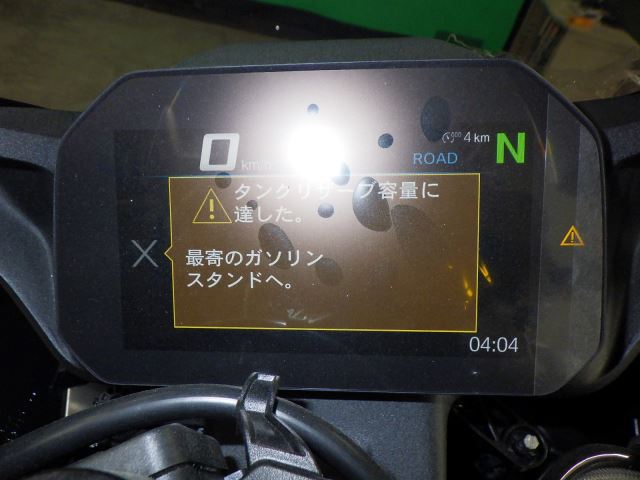 0 km/h
4 km
N
ROAD
タンクリザーブ容量に
達した。
最寄のガソリン
スタンドへ。
04:04